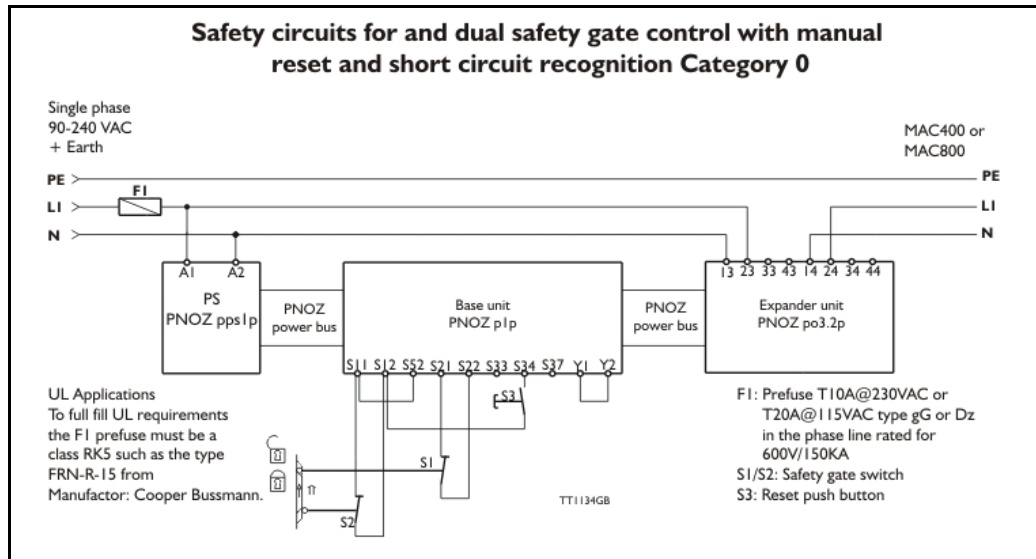 Safety circuits for and dual safety gate control with manual
reset and short circuit recognition Category 0
Single phase
90-240 VAC
+ Earth
MAC400 or
MAC800
PE
PE
F1
L1
L1
N
N
A1 A2
13 23 33 43 14 24 34 44
PS
PNOZ pps1p
PNOZ
power bus
Base unit
PNOZ p1p
PNOZ
power bus
Expander unit
PNOZ po3.2p
S11 S12 S52 S21 S22 S33 S34 S37 Y1 Y2
S3
UL Applications
To full fill UL requirements
the F1 prefuse must be a
class RK5 such as the type
FRN-R-15 from
Manufactor: Cooper Bussmann.
S1
S2
TT1134GB
F1: Prefuse T10A@230VAC or
T20A@115VAC type gG or Dz
in the phase line rated for
600V/150KA
S1/S2: Safety gate switch
S3: Reset push button